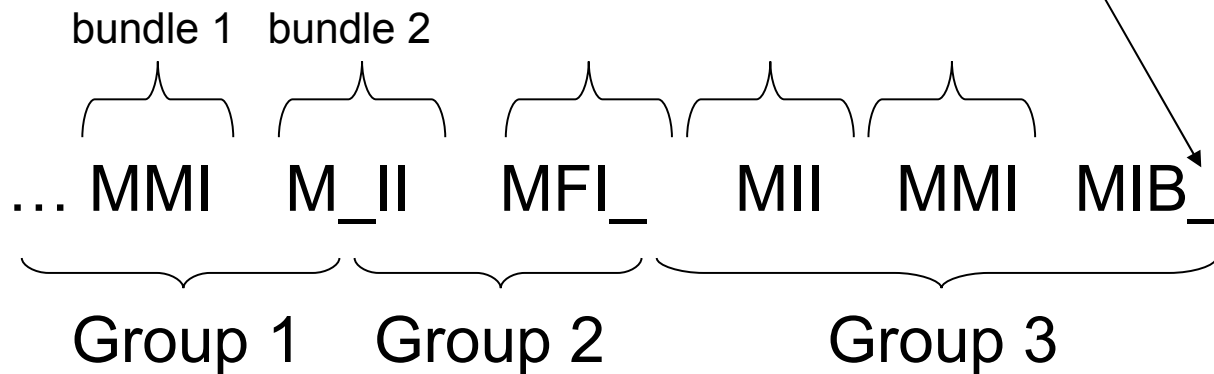 bundle 1 bundle 2
... MMI M_II MFI_ MII MMI MIB_
Group 1 Group 2 Group 3